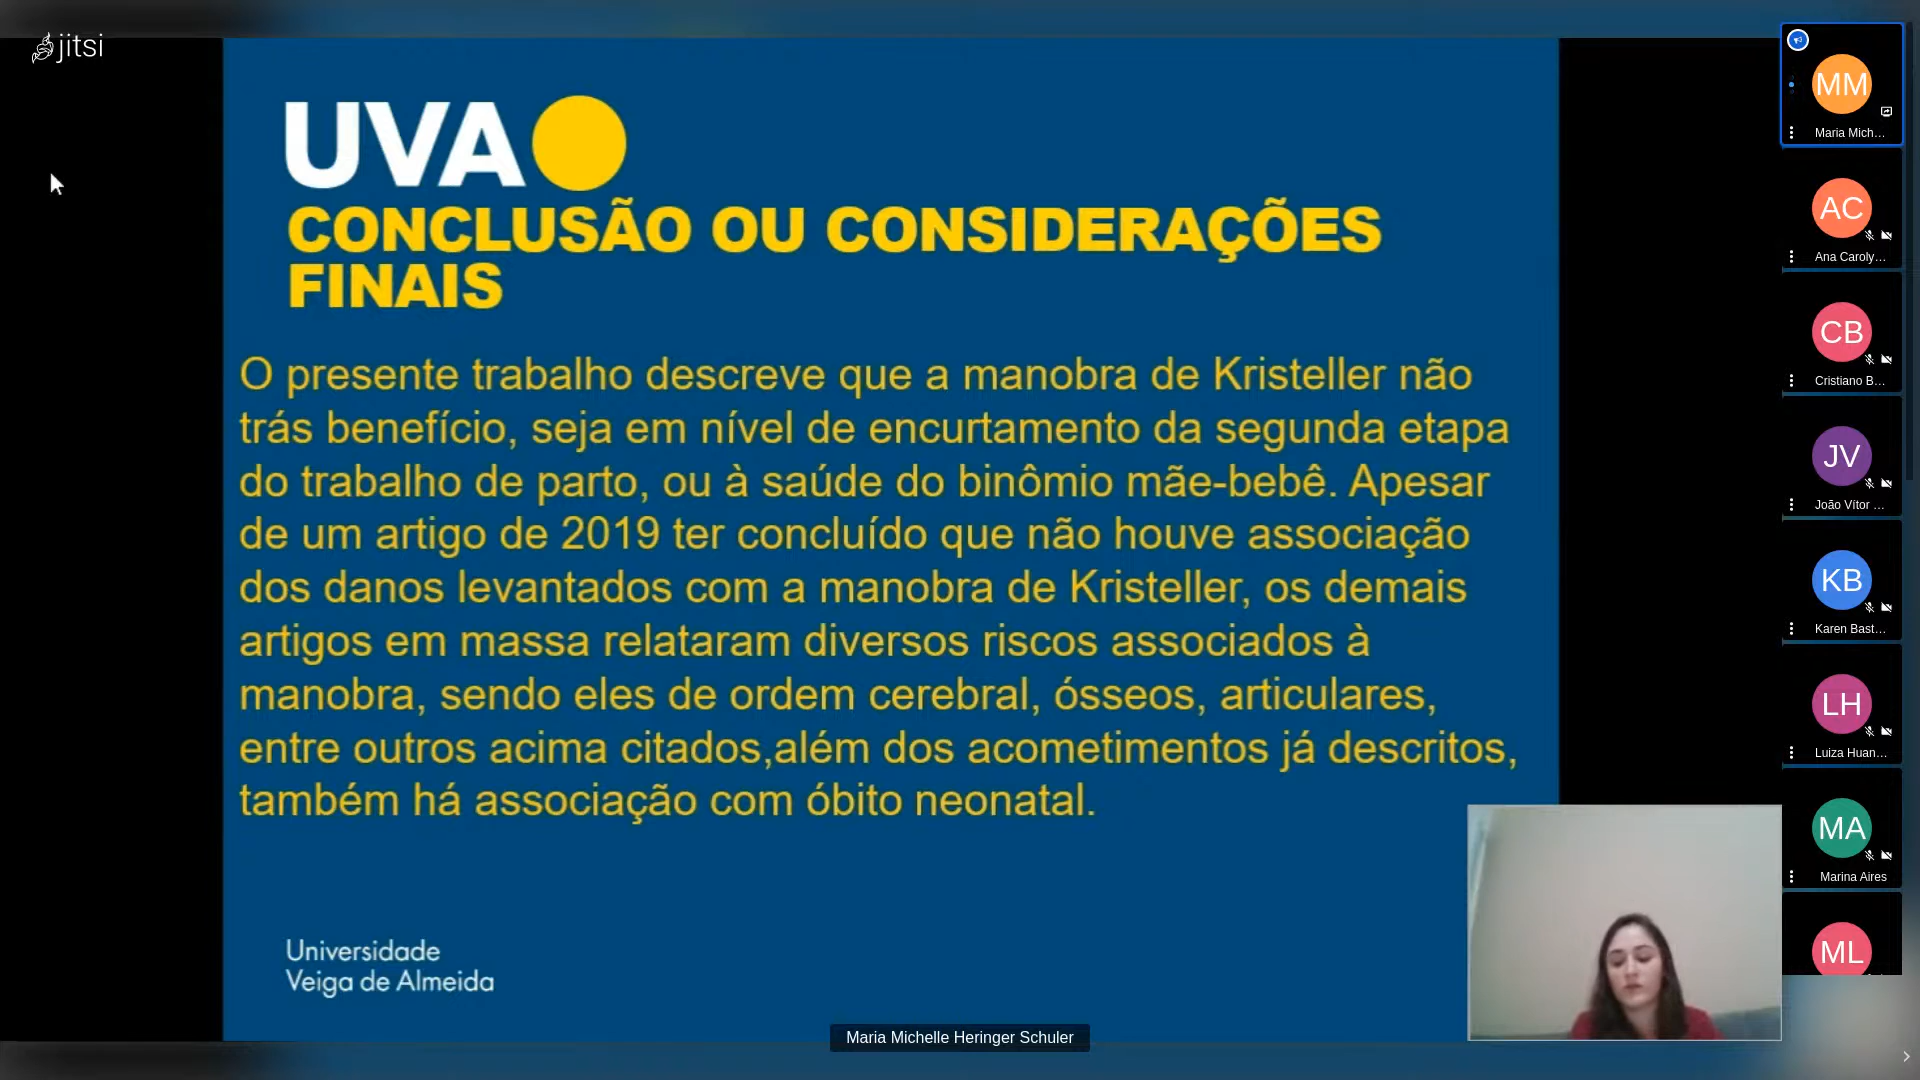 jitsi
UVA
CONCLUSÃO OU CONSIDERAÇÕES
FINAIS
O presente trabalho descreve que a manobra de Kristeller não
trás benefício, seja em nível de encurtamento da segunda etapa
do trabalho de parto, ou à saúde do binômio mãe-bebê. Apesar
de um artigo de 2019 ter concluído que não houve associação
dos danos levantados com a manobra de Kristeller, os demais
artigos em massa relataram diversos riscos associados à
manobra, sendo eles de ordem cerebral, ósseos, articulares,
entre outros acima citados,além dos acometimentos já descritos,
também há associação com óbito neonatal.
Universidade
Veiga de Almeida
Maria Michelle Heringer Schuler
MM
Maria Mich...
AC
Ana Caroly...
CB
Cristiano B...
JV
João Vítor ...
KB
Karen Bast...
LH
Luiza Huan...
MA
Marina Aires
ML